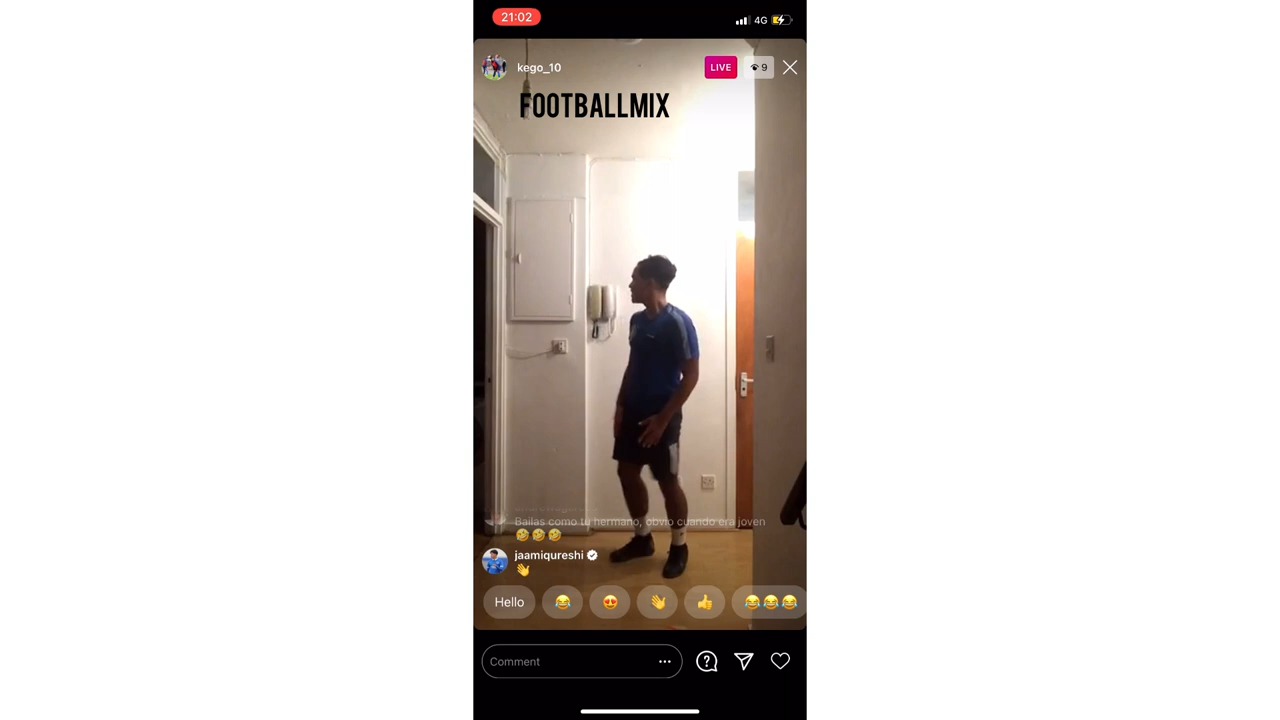 21:02
4G
kego_10
LIVE
9
FOOTBALLMIX
Bailas como tu hermano, obvio cuando era joven
🤣🤣🤣
jaamiqureshi
👋
Hello
😂
😍
👋
👍
😂😂😂
Comment